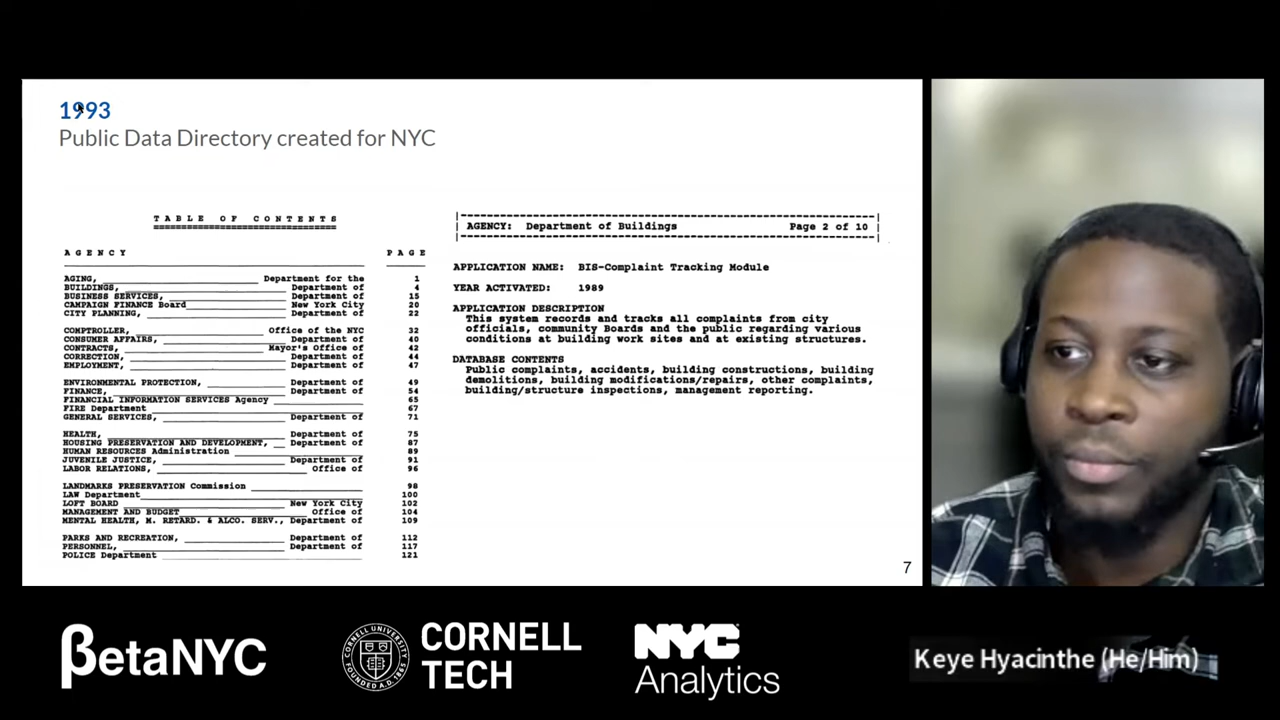 1993
Public Data Directory created for NYC
TABLE OF CONTENTS
AGENCY PAGE
AGING, Department for the 1
BUILDINGS, Department of 4
BUSINESS SERVICES, Department of 15
CAMPAIGN FINANCE Board New York City 20
CITY PLANNING, Department of 22
COMPTROLLER, Office of the NYC 32
CONSUMER AFFAIRS, Department of 40
CONTRACTS, Mayor's Office of 42
CORRECTION, Department of 44
EMPLOYMENT, Department of 47
ENVIRONMENTAL PROTECTION, Department of 49
FINANCE, Department of 54
FINANCIAL INFORMATION SERVICES Agency 65
FIRE Department 67
GENERAL SERVICES, Department of 71
HEALTH, Department of 75
HOUSING PRESERVATION AND DEVELOPMENT, Department of 87
HUMAN RESOURCES Administration 89
JUVENILE JUSTICE, Department of 91
LABOR RELATIONS, Office of 96
LANDMARKS PRESERVATION Commission 98
LAW Department 100
LOFT BOARD New York City 102
MANAGEMENT AND BUDGET Office of 104
MENTAL HEALTH, M. RETARD. & ALCO. SERV., Department of 109
PARKS AND RECREATION, Department of 112
PERSONNEL, Department of 117
POLICE Department 121
AGENCY: Department of Buildings Page 2 of 10
APPLICATION NAME: BIS-Complaint Tracking Module
YEAR ACTIVATED: 1989
APPLICATION DESCRIPTION
This system records and tracks all complaints from city
officials, community Boards and the public regarding various
conditions at building work sites and at existing structures.
DATABASE CONTENTS
Public complaints, accidents, building constructions, building
demolitions, building modifications/repairs, other complaints,
building/structure inspections, management reporting.
7
βetaNYC
CORNELL UNIVERSITY
FOUNDED A.D. 1865
CORNELL
TECH
NYC
Analytics
Keye Hyacinthe (He/Him)